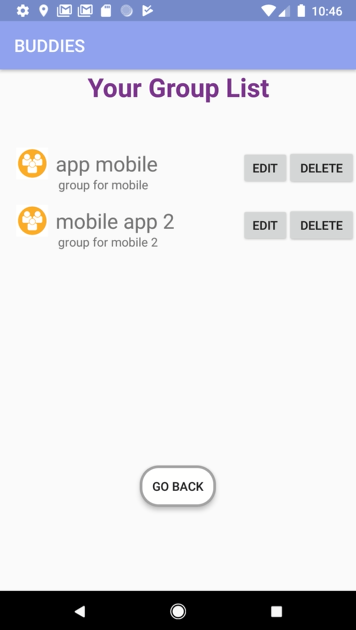 10:46
BUDDIES
Your Group List
app mobile
group for mobile
EDIT DELETE
mobile app 2
group for mobile 2
EDIT DELETE
GO BACK